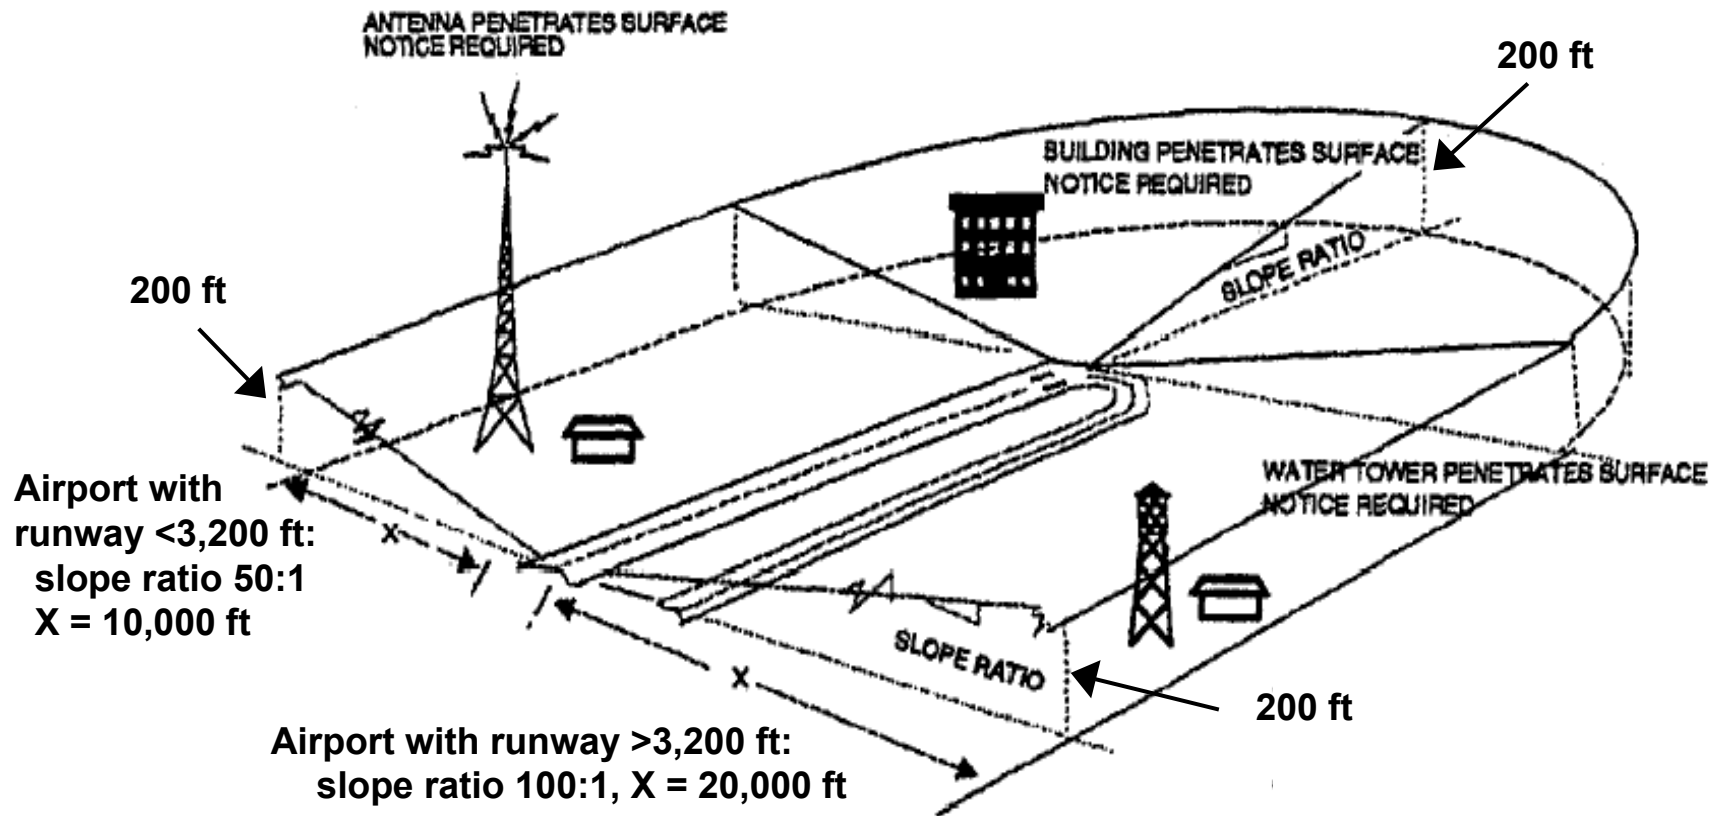 ANTENNA PENETRATES SURFACE
NOTICE REQUIRED
200 ft
BUILDING PENETRATES SURFACE
NOTICE REQUIRED
SLOPE RATIO
200 ft
Airport with
runway <3,200 ft:
slope ratio 50:1
X = 10,000 ft
X
WATER TOWER PENETRATES SURFACE
NOTICE REQUIRED
SLOPE RATIO
X
200 ft
Airport with runway >3,200 ft:
slope ratio 100:1, X = 20,000 ft